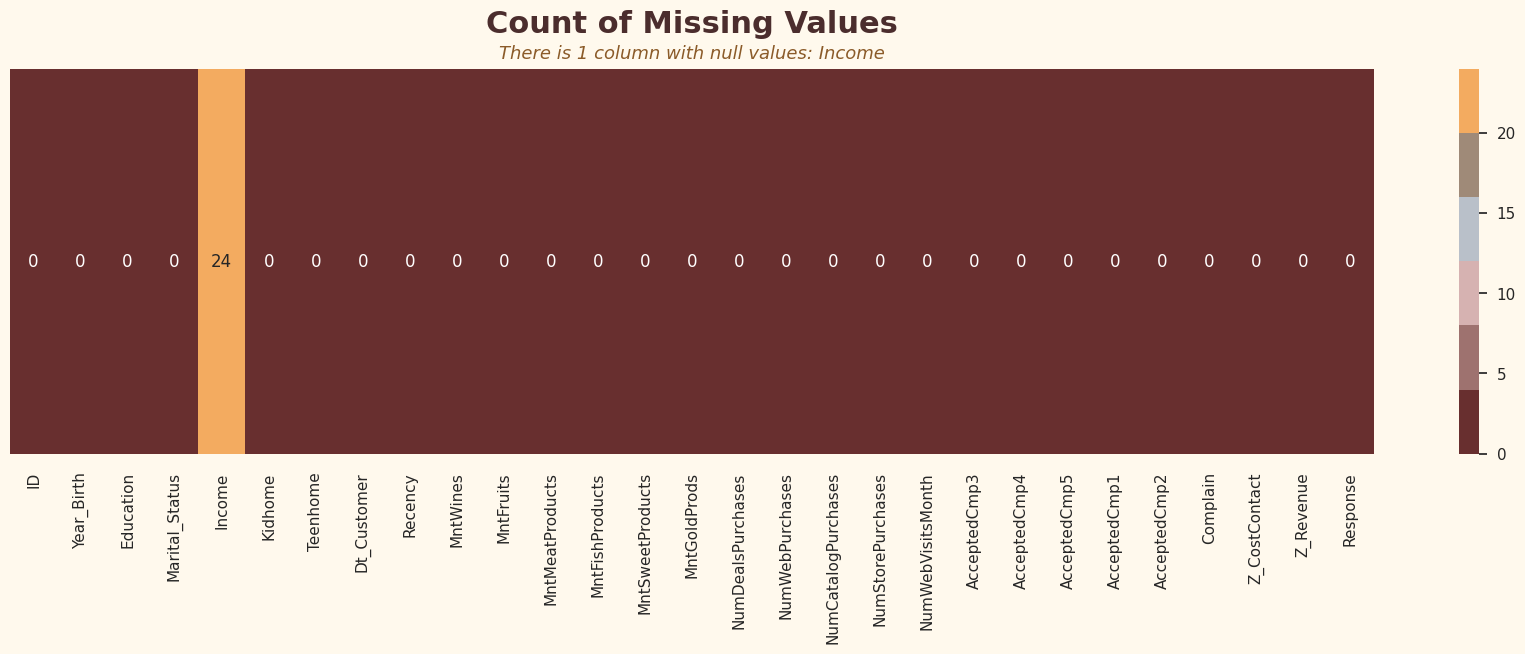 Count of Missing Values
There is 1 column with null values: Income
0 0 0 0 24 0 0 0 0 0 0 0 0 0 0 0 0 0 0 0 0 0 0 0 0 0 0 0 0
20
15
10
5
0
ID
Year_Birth
Education
Marital_Status
Income
Kidhome
Teenhome
Dt_Customer
Recency
MntWines
MntFruits
MntMeatProducts
MntFishProducts
MntSweetProducts
MntGoldProds
NumDealsPurchases
NumWebPurchases
NumCatalogPurchases
NumStorePurchases
NumWebVisitsMonth
AcceptedCmp3
AcceptedCmp4
AcceptedCmp5
AcceptedCmp1
AcceptedCmp2
Complain
Z_CostContact
Z_Revenue
Response